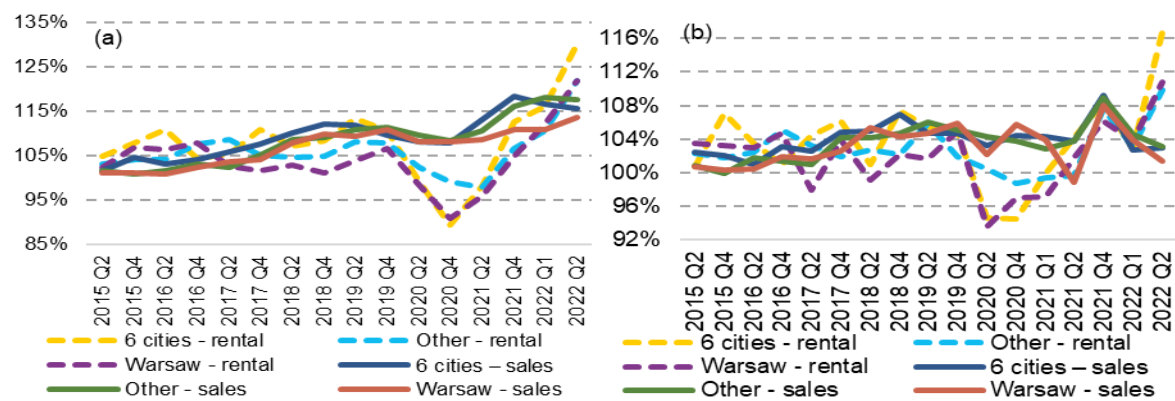 (a)
135%
125%
115%
105%
95%
85%
2015 Q2
2015 Q4
2016 Q2
2016 Q4
2017 Q2
2017 Q4
2018 Q2
2018 Q4
2019 Q2
2019 Q4
2020 Q2
2020 Q4
2021 Q2
2021 Q4
2022 Q1
2022 Q2
6 cities - rental
Other - rental
Warsaw - rental
6 cities – sales
Other - sales
Warsaw - sales
(b)
116%
112%
108%
104%
100%
96%
92%
2015 Q2
2015 Q4
2016 Q2
2016 Q4
2017 Q2
2017 Q4
2018 Q2
2018 Q4
2019 Q2
2019 Q4
2020 Q2
2020 Q4
2021 Q1
2021 Q2
2021 Q4
2022 Q1
2022 Q2
6 cities - rental
Other - rental
Warsaw - rental
6 cities – sales
Other - sales
Warsaw - sales